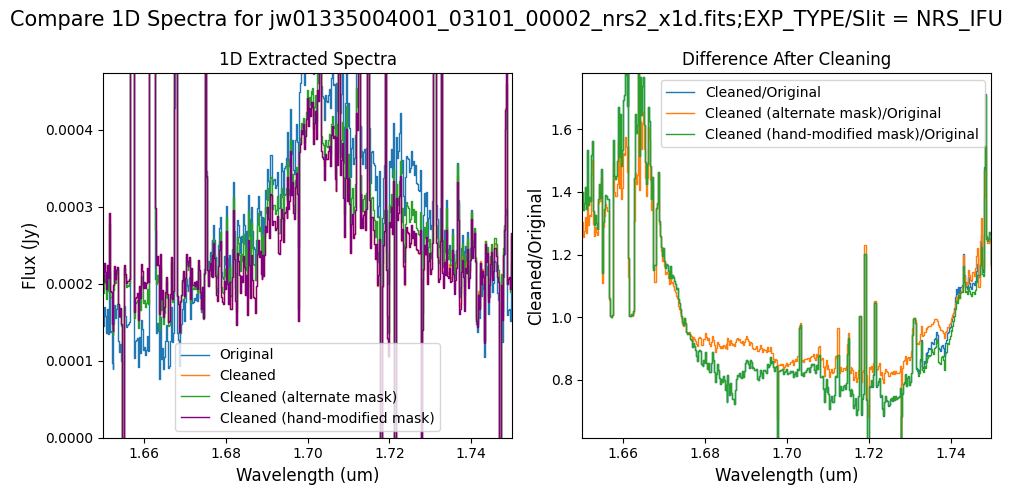 Compare 1D Spectra for jw01335004001_03101_00002_nrs2_x1d.fits;EXP_TYPE/Slit = NRS_IFU
1D Extracted Spectra
Flux (Jy)
0.0004
0.0003
0.0002
0.0001
0.0000
Original
Cleaned
Cleaned (alternate mask)
Cleaned (hand-modified mask)
1.66
1.68
1.70
1.72
1.74
Wavelength (um)
Difference After Cleaning
Cleaned/Original
1.6
1.4
1.2
1.0
0.8
Cleaned/Original
Cleaned (alternate mask)/Original
Cleaned (hand-modified mask)/Original
1.66
1.68
1.70
1.72
1.74
Wavelength (um)